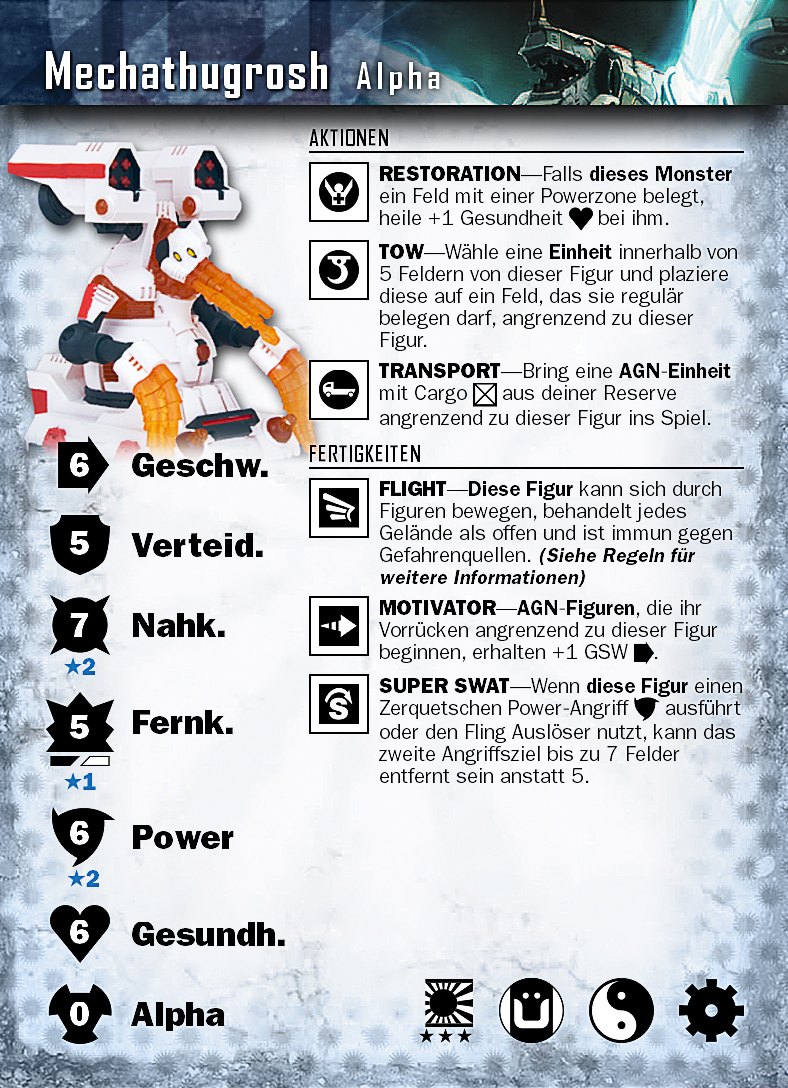 Mechathugrosh Alpha
AKTIONEN
RESTORATION—Falls dieses Monster
ein Feld mit einer Powerzone belegt,
heile +1 Gesundheit bei ihm.
TOW—Wähle eine Einheit innerhalb von
5 Feldern von dieser Figur und plaziere
diese auf ein Feld, das sie regulär
belegen darf, angrenzend zu dieser
Figur.
TRANSPORT—Bring eine AGN-Einheit
mit Cargo aus deiner Reserve
angrenzend zu dieser Figur ins Spiel.
FERTIGKEITEN
FLIGHT—Diese Figur kann sich durch
Figuren bewegen, behandelt jedes
Gelände als offen und ist immun gegen
Gefahrenquellen. (Siehe Regeln für
weitere Informationen)
MOTIVATOR—AGN-Figuren, die ihr
Vorrücken angrenzend zu dieser Figur
beginnen, erhalten +1 GSW .
S
SUPER SWAT—Wenn diese Figur einen
Zerquetschen Power-Angriff ausführt
oder den Fling Auslöser nutzt, kann das
zweite Angriffsziel bis zu 7 Felder
entfernt sein anstatt 5.
6 Geschw.
5 Verteid.
7 Nahk.
★2
5 Fernk.
★1
6 Power
★2
6 Gesundh.
0 Alpha
★★★
Ü